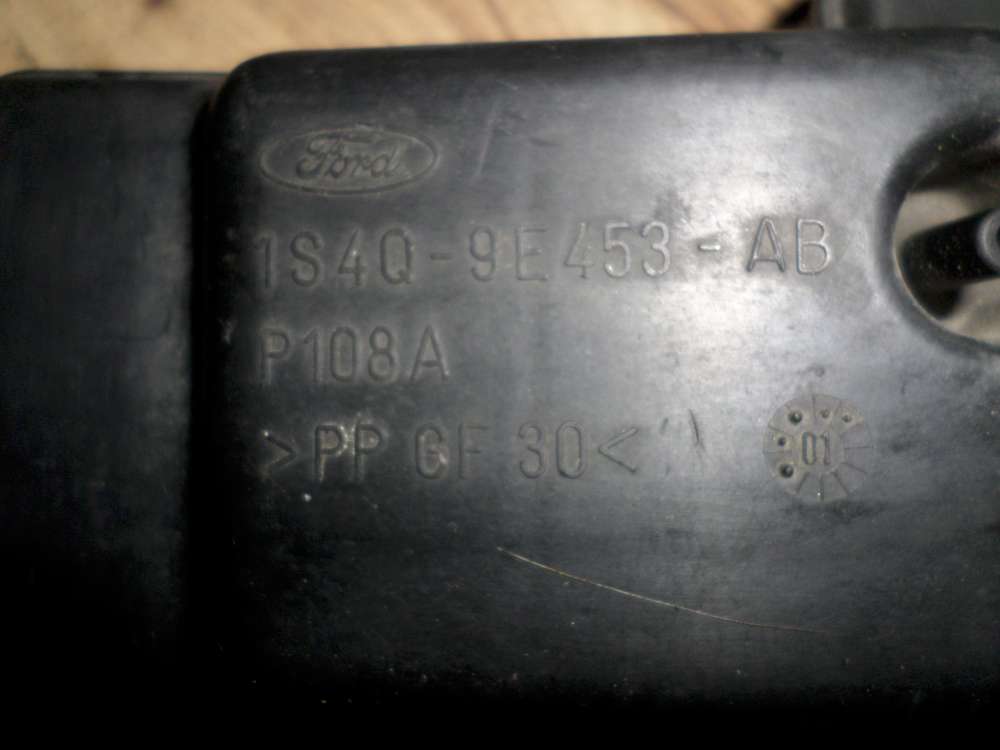 Ford
1S4Q-9E453-AB
P108A
>PP GF 30<
01